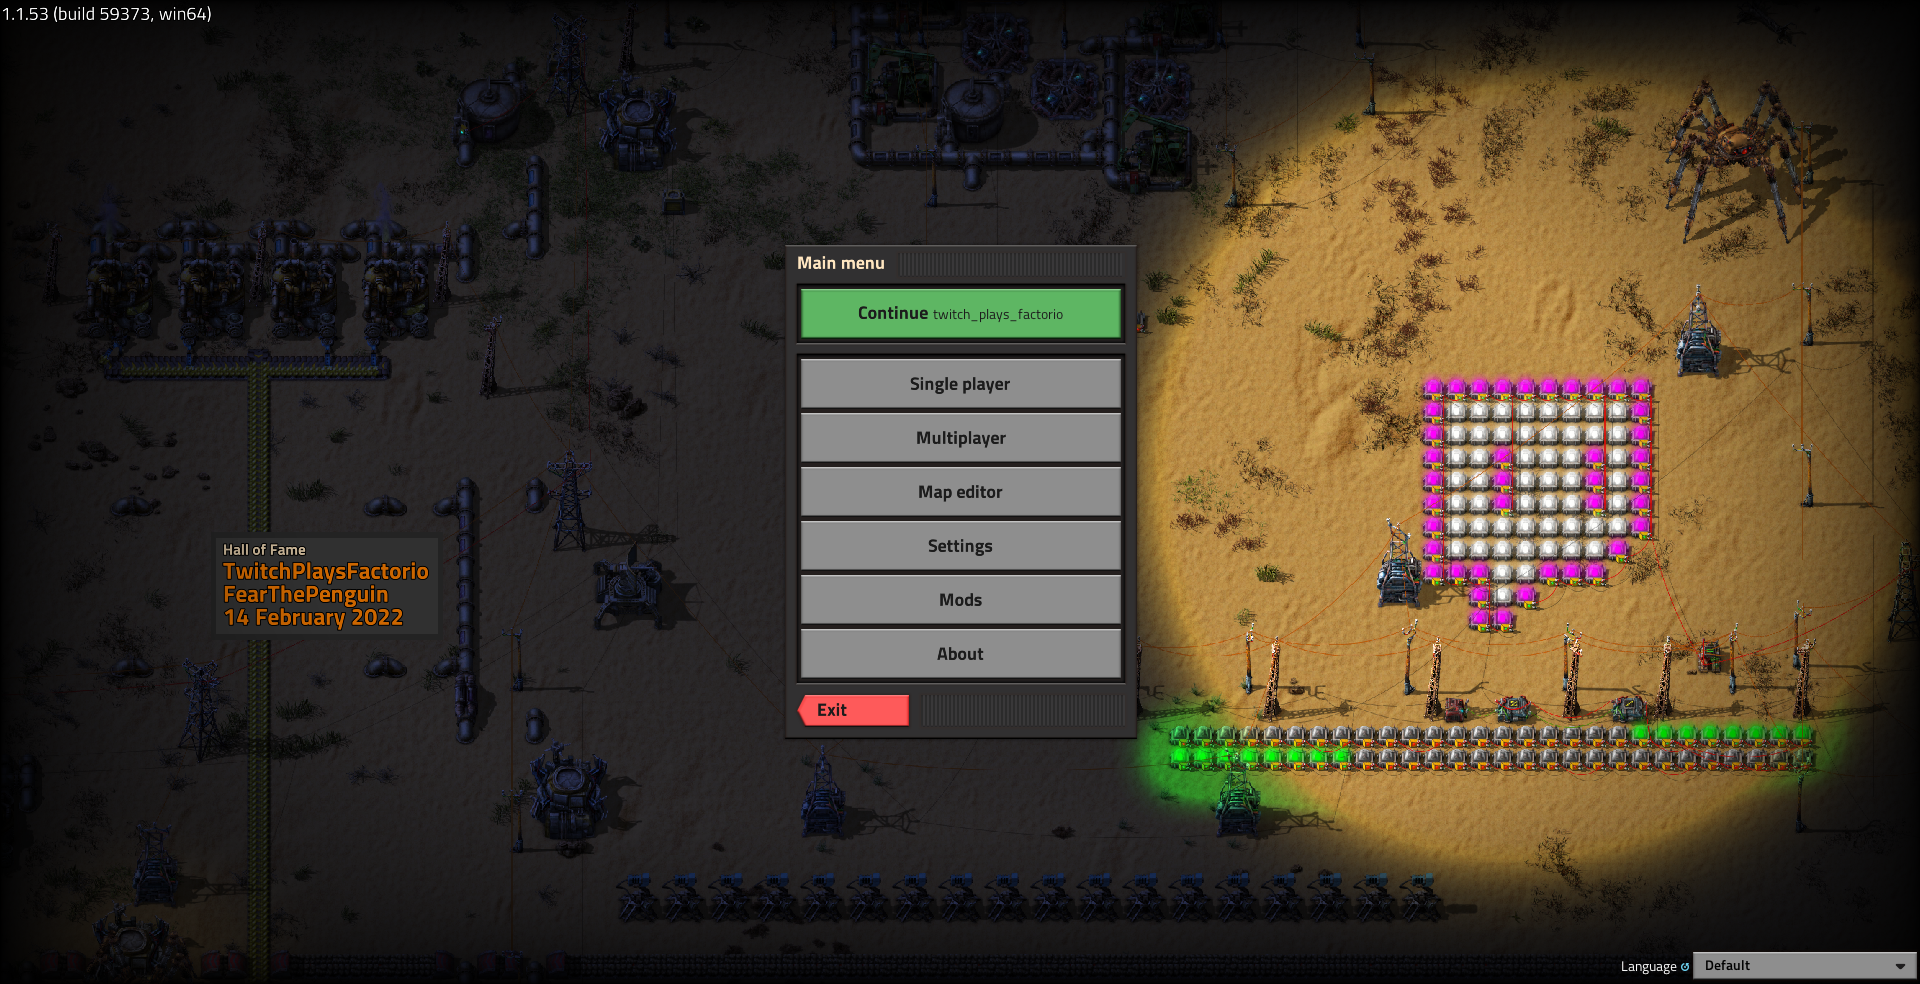 1.1.53 (build 59373, win64)
Main menu
Continue twitch_plays_factorio
Single player
Multiplayer
Map editor
Settings
Mods
About
Exit
Hall of Fame
TwitchPlaysFactorio
FearThePenguin
14 February 2022
Language
Default